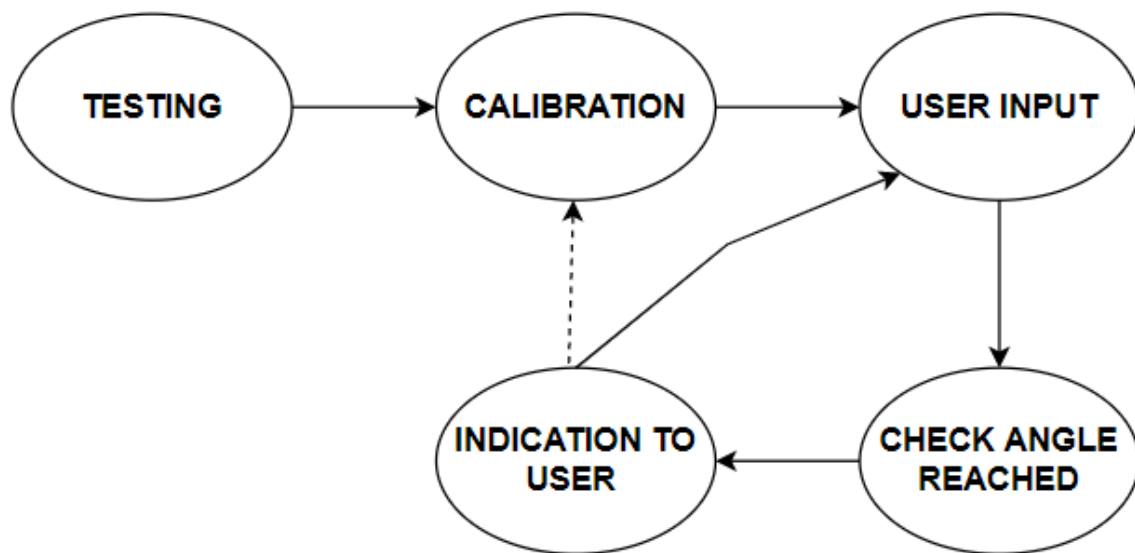 TESTING
CALIBRATION
USER INPUT
INDICATION TO
USER
CHECK ANGLE
REACHED